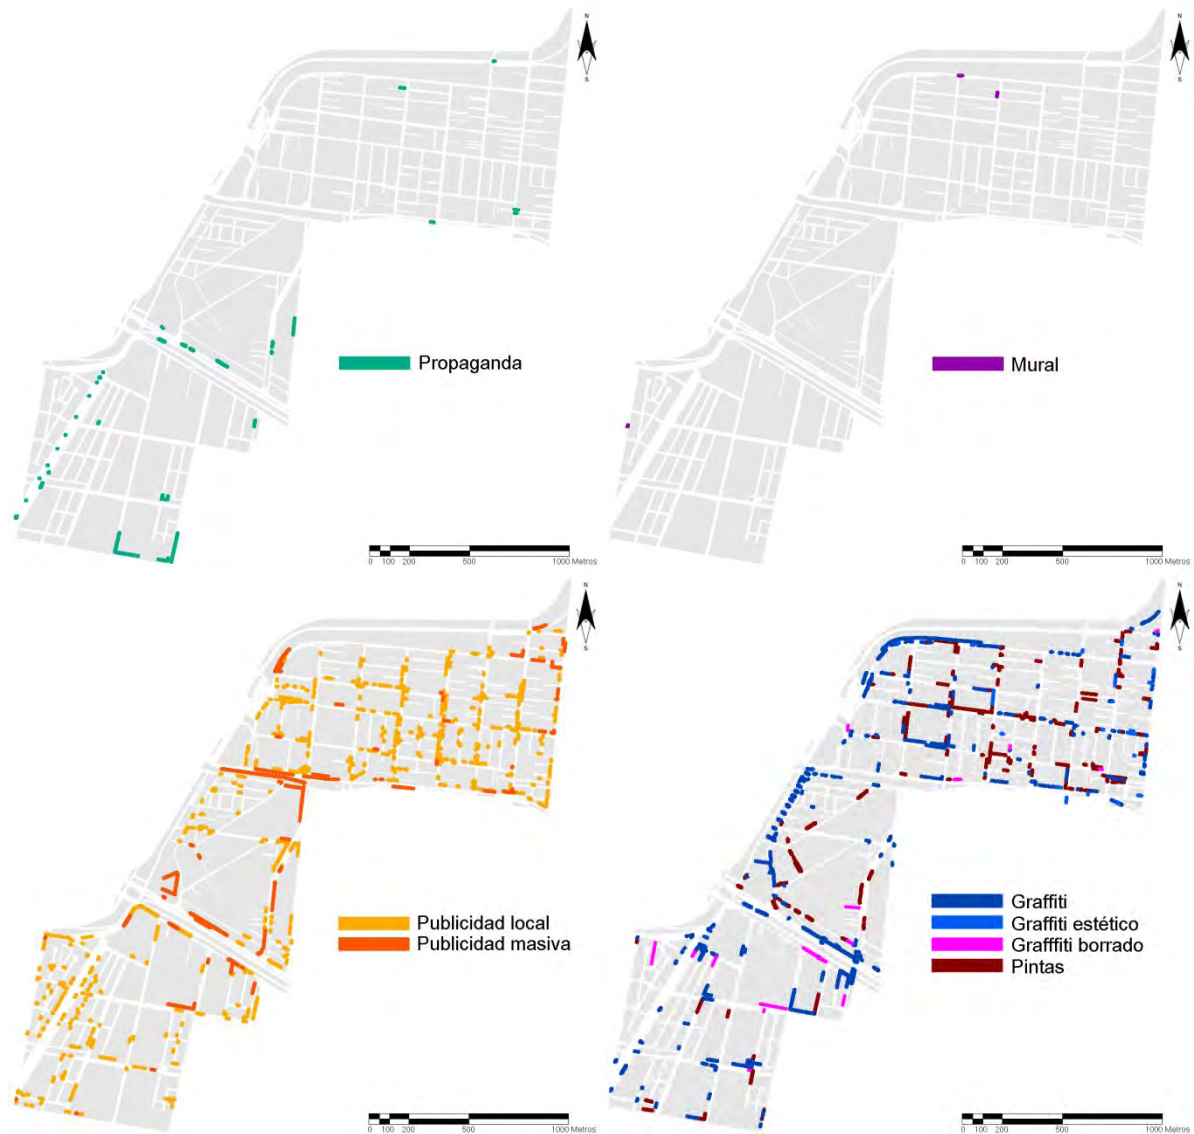 N
N
S
S
Propaganda
Mural
0 100 200 500 1000 Metros
0 100 200 500 1000 Metros
N
N
S
S
Publicidad local
Publicidad masiva
Graffiti
Graffiti estético
Grafffiti borrado
Pintas
0 100 200 500 1000 Metros
0 100 200 500 1000 Metros